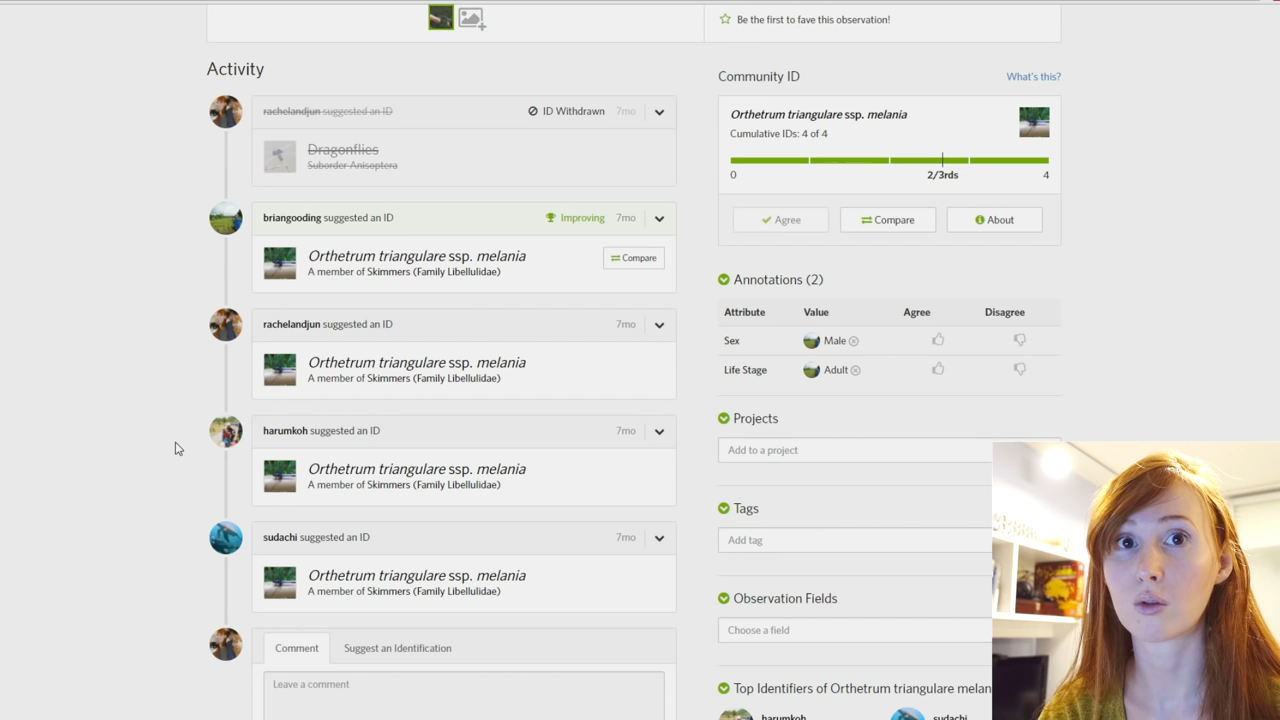 Be the first to fave this observation!
Activity
rachelandjun suggested an ID
ID Withdrawn 7mo
Dragonflies
Suborder Anisoptera
briangooding suggested an ID
Improving 7mo
Orthetrum triangulare ssp. melania
A member of Skimmers (Family Libellulidae)
Compare
rachelandjun suggested an ID
7mo
Orthetrum triangulare ssp. melania
A member of Skimmers (Family Libellulidae)
harumkoh suggested an ID
7mo
Orthetrum triangulare ssp. melania
A member of Skimmers (Family Libellulidae)
sudachi suggested an ID
7mo
Orthetrum triangulare ssp. melania
A member of Skimmers (Family Libellulidae)
Comment
Suggest an Identification
Leave a comment
Community ID
What's this?
Orthetrum triangulare ssp. melania
Cumulative IDs: 4 of 4
0 2/3rds 4
Agree
Compare
About
Annotations (2)
Attribute Value Agree Disagree
Sex Male
Life Stage Adult
Projects
Add to a project
Tags
Add tag
Observation Fields
Choose a field
Top Identifiers of Orthetrum triangulare melan
harumkoh
sudachi